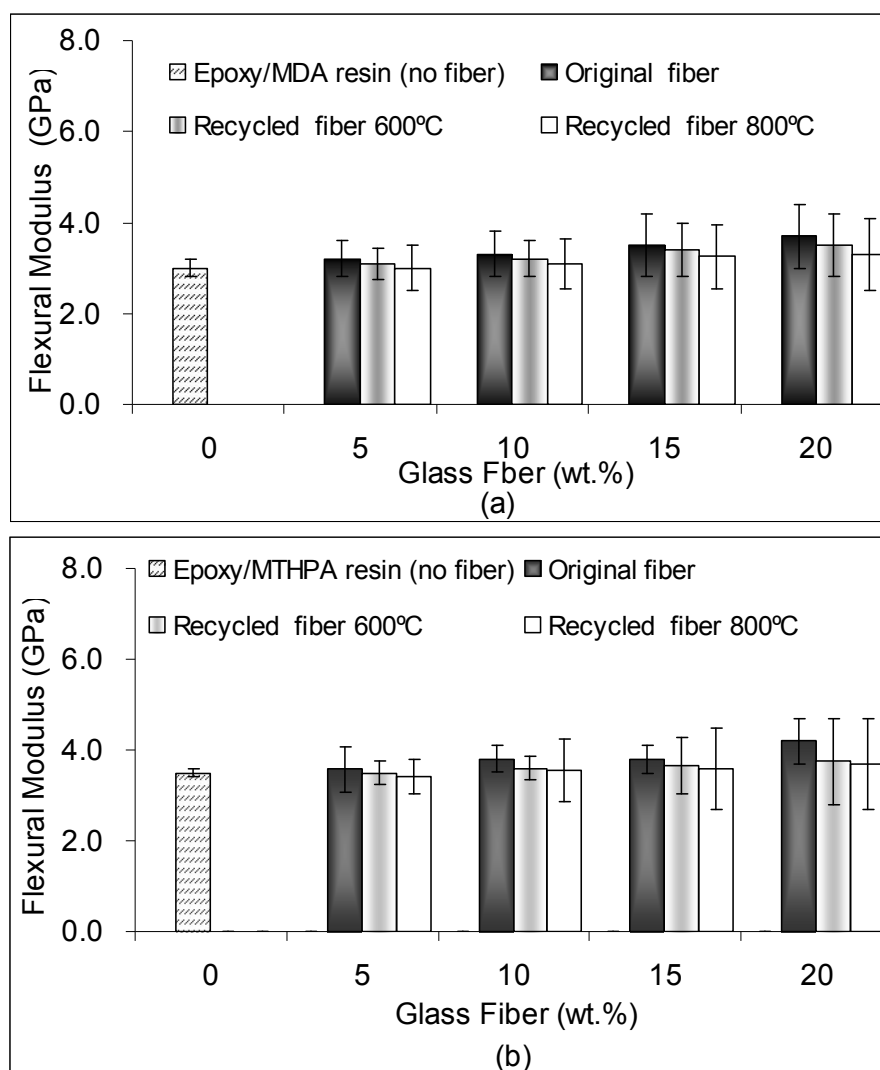 8.0
Epoxy/MDA resin (no fiber) Original fiber
Recycled fiber 600ºC Recycled fiber 800ºC
6.0
4.0
2.0
0.0
Flexural Modulus (GPa)
0 5 10 15 20
Glass Fber (wt.%)
(a)
8.0
Epoxy/MTHPA resin (no fiber) Original fiber
Recycled fiber 600ºC Recycled fiber 800ºC
6.0
4.0
2.0
0.0
Flexural Modulus (GPa)
0 5 10 15 20
Glass Fiber (wt.%)
(b)